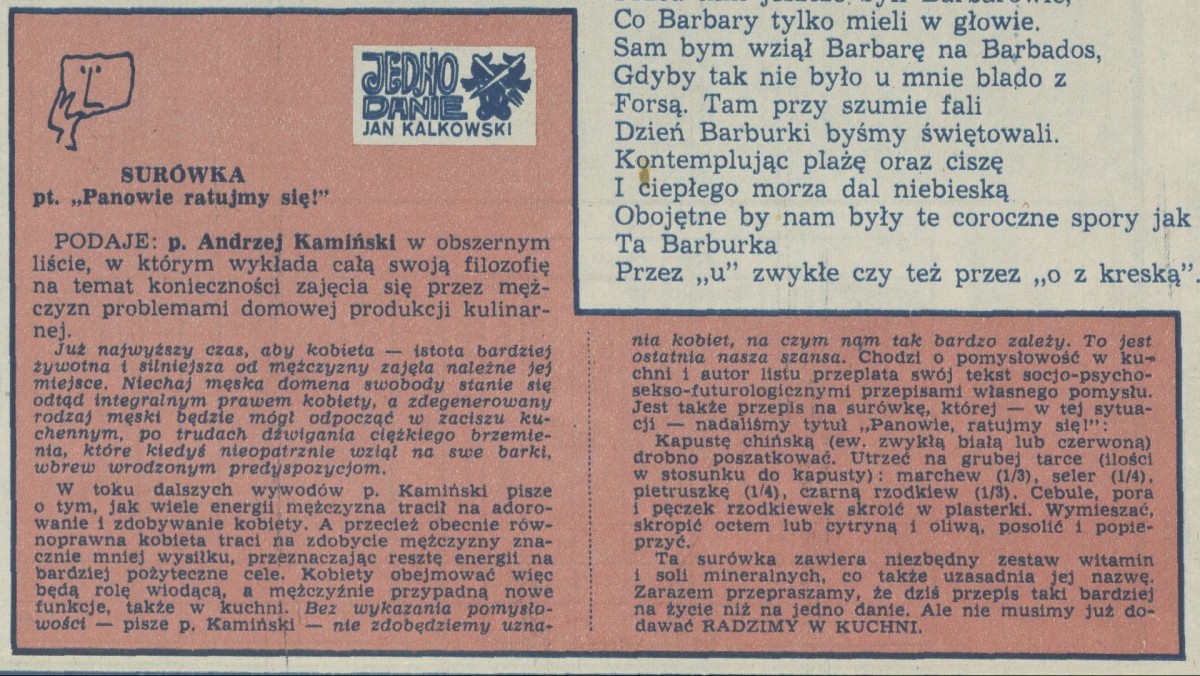 JEDNO
DANIE
JAN KALKOWSKI
SURÓWKA
pt. „Panowie ratujmy się!”
PODAJE: p. Andrzej Kamiński w obszernym
liście, w którym wykłada całą swoją filozofię
na temat konieczności zajęcia się przez męż-
czyzn problemami domowej produkcji kulinar-
nej.
Już najwyższy czas, aby kobieta — istota bardziej
żywotna i silniejsza od mężczyzny zajęła należne jej
miejsce. Niechaj męska domena swobody stanie się
odtąd integralnym prawem kobiety, a zdegenerowany
rodzaj męski będzie mógł odpocząć w zaciszu ku-
chennym, po trudach dźwigania ciężkiego brzemie-
nia, które kiedyś nieopatrznie wziął na swe barki,
wbrew wrodzonym predyspozycjom.
W toku dalszych wywodów p. Kamiński pisze
o tym, jak wiele energii mężczyzna tracił na adoro-
wanie i zdobywanie kobiety. A przecież obecnie rów-
noprawna kobieta traci na zdobycie mężczyzny zna-
cznie mniej wysiłku, przeznaczając resztę energii na
bardziej pożyteczne cele. Kobiety obejmować więc
będą rolę wiodącą, a mężczyźnie przypadną nowe
funkcje, także w kuchni. Bez wykazania pomysło-
wości — pisze p. Kamiński — nie zdobędziemy uzna-
nia kobiet, na czym nam tak bardzo zależy. To jest
ostatnia nasza szansa. Chodzi o pomysłowość w ku-
chni i autor listu przeplata swój tekst socjo-psycho-
sekso-futurologicznymi przepisami własnego pomysłu.
Jest także przepis na surówkę, której — w tej sytua-
cji — nadaliśmy tytuł „Panowie, ratujmy się!”:
Kapustę chińską (ew. zwykłą białą lub czerwoną)
drobno poszatkować. Utrzeć na grubej tarce (ilości
w stosunku do kapusty): marchew (1/3), seler (1/4),
pietruszkę (1/4), czarną rzodkiew (1/3). Cebule, pora
i pęczek rzodkiewek skroić w plasterki. Wymieszać,
skropić octem lub cytryną i oliwą, posolić i popie-
przyć.
Ta surówka zawiera niezbędny zestaw witamin
i soli mineralnych, co także uzasadnia jej nazwę.
Zarazem przepraszamy, że dziś przepis taki bardziej
na życie niż na jedno danie. Ale nie musimy już do-
dawać RADZIMY W KUCHNI.
Co Barbary tylko mieli w głowie.
Sam bym wziął Barbarę na Barbados,
Gdyby tak nie było u mnie blado z
Forsą. Tam przy szumie fali
Dzień Barburki byśmy świętowali.
Kontemplując plażę oraz ciszę
I ciepłego morza dal niebieską
Obojętne by nam były te coroczne spory jak
Ta Barburka
Przez „u” zwykłe czy też przez „o z kreską”.